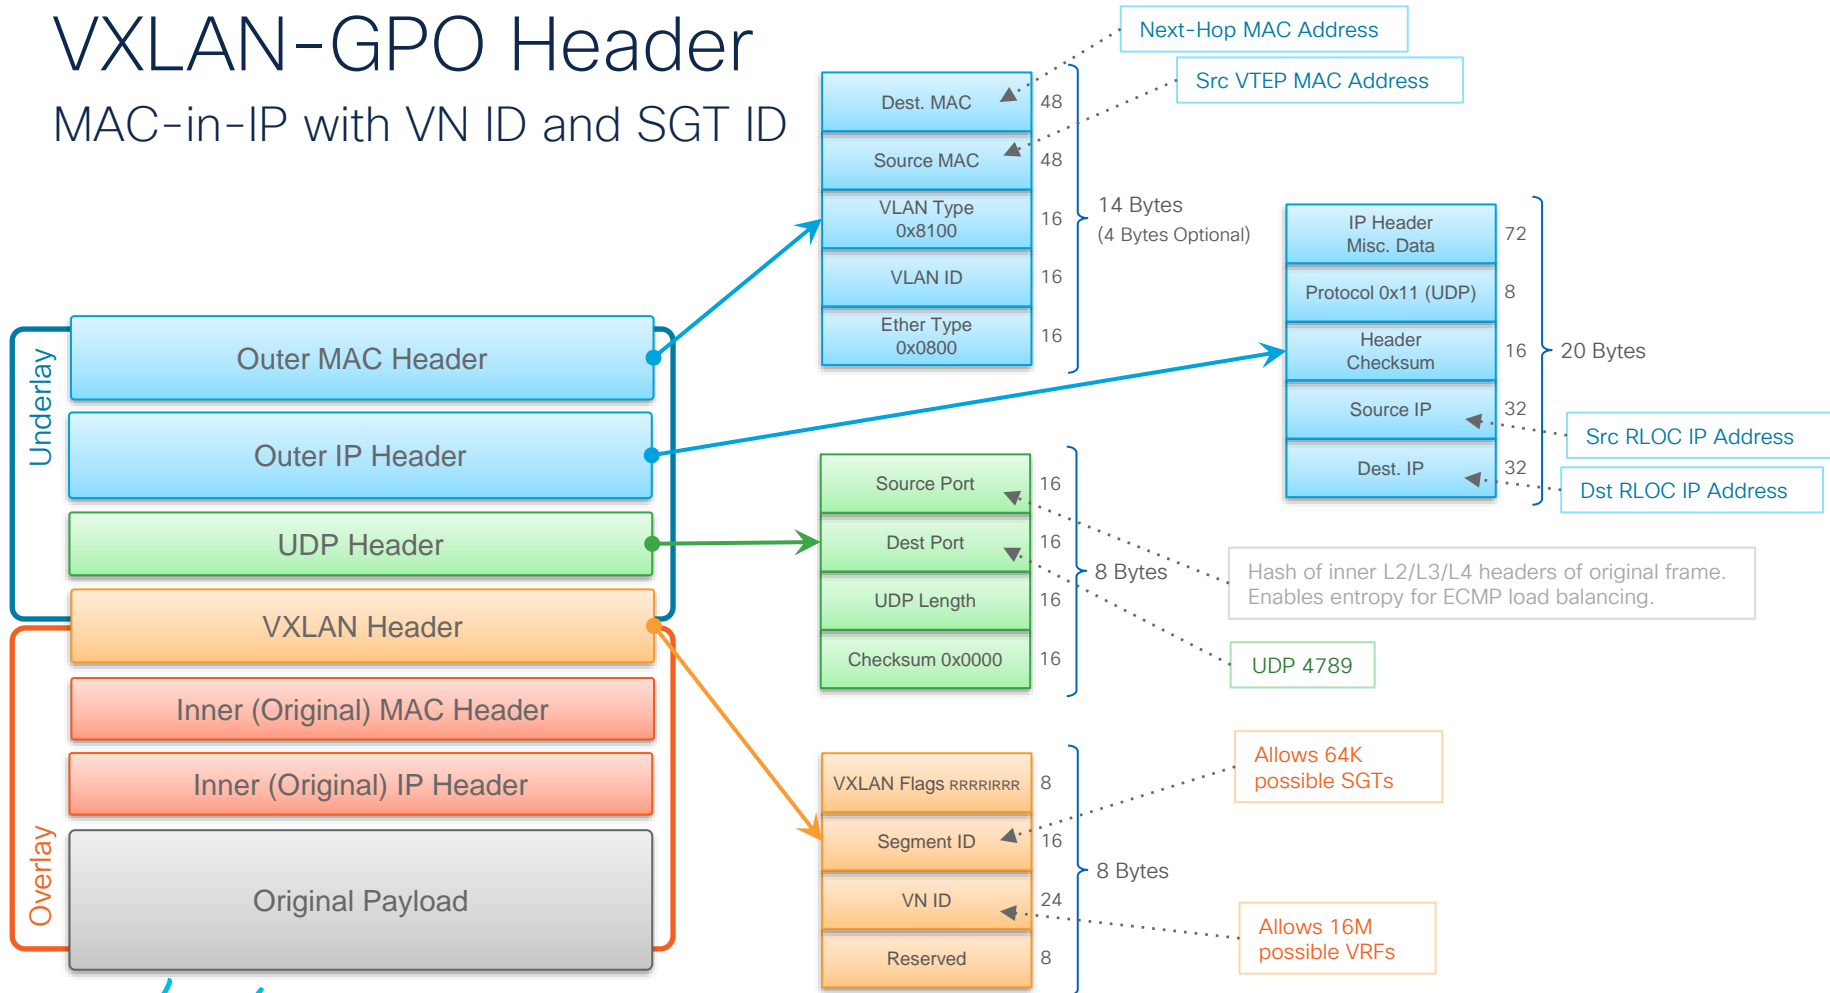 VXLAN-GPO Header
MAC-in-IP with VN ID and SGT ID
Underlay
Outer MAC Header
Outer IP Header
UDP Header
VXLAN Header
Overlay
Inner (Original) MAC Header
Inner (Original) IP Header
Original Payload
Next-Hop MAC Address
Src VTEP MAC Address
Dest. MAC
48
Source MAC
48
VLAN Type
0x8100
16
VLAN ID
16
Ether Type
0x0800
16
14 Bytes
(4 Bytes Optional)
IP Header
Misc. Data
72
Protocol 0x11 (UDP)
8
Header
Checksum
16
Source IP
32
Dest. IP
32
20 Bytes
Src RLOC IP Address
Dst RLOC IP Address
Source Port
16
Dest Port
16
UDP Length
16
Checksum 0x0000
16
8 Bytes
Hash of inner L2/L3/L4 headers of original frame.
Enables entropy for ECMP load balancing.
UDP 4789
VXLAN Flags RRRRIRRR
8
Segment ID
16
VN ID
24
Reserved
8
8 Bytes
Allows 64K
possible SGTs
Allows 16M
possible VRFs